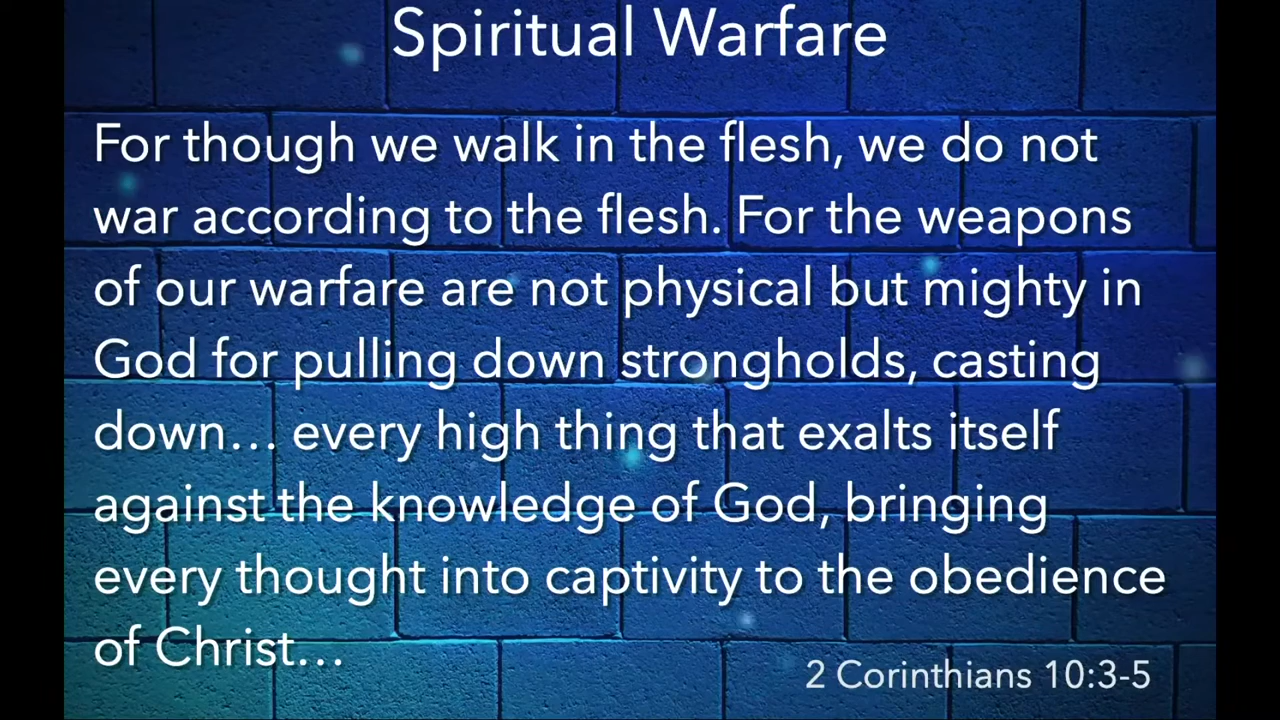 Spiritual Warfare
For though we walk in the flesh, we do not
war according to the flesh. For the weapons
of our warfare are not physical but mighty in
God for pulling down strongholds, casting
down… every high thing that exalts itself
against the knowledge of God, bringing
every thought into captivity to the obedience
of Christ…
2 Corinthians 10:3-5